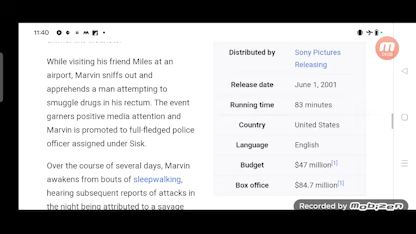 11:40
While visiting his friend Miles at an
airport, Marvin sniffs out and
apprehends a man attempting to
smuggle drugs in his rectum. The event
garners positive media attention and
Marvin is promoted to full-fledged police
officer assigned under Sisk.
Over the course of several days, Marvin
awakens from bouts of sleepwalking,
hearing subsequent reports of attacks in
the night being attributed to a savage
Distributed by Sony Pictures
Releasing
Release date June 1, 2001
Running time 83 minutes
Country United States
Language English
Budget $47 million[1]
Box office $84.7 million[1]
Recorded by Mobizen